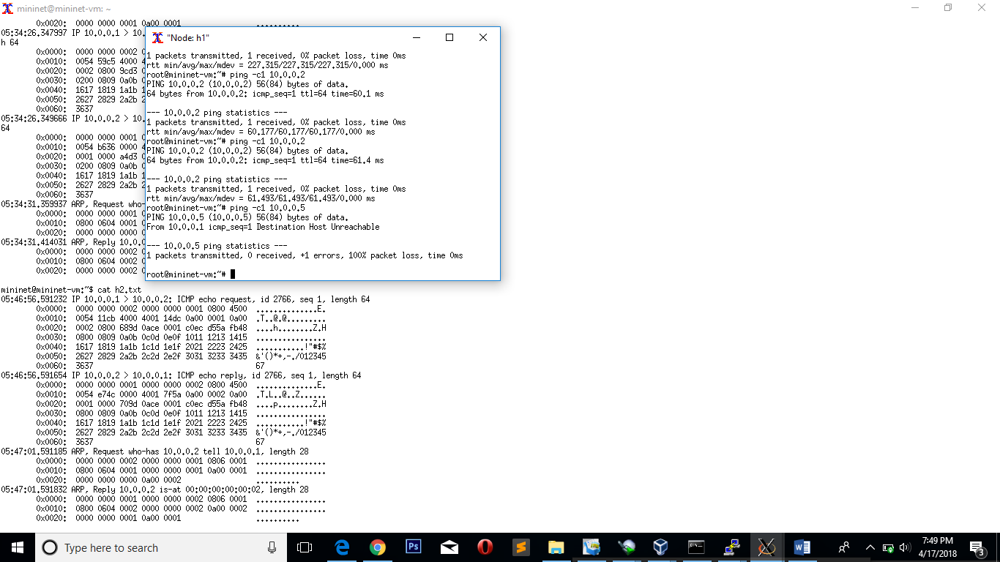 mininet@mininet-vm: ~
0x0020: 0000 0000 0001 0a00 0001 ..........
05:34:26.347997 IP 10.0.0.1 > 10.
h 64
0x0000: 0000 0000 0002 0
0x0010: 0054 59c5 4000 4
0x0020: 0002 0800 9cd3 0
0x0030: 0200 0809 0a0b 0
0x0040: 1617 1819 1a1b 1
0x0050: 2627 2829 2a2b 2
0x0060: 3637
05:34:26.349666 IP 10.0.0.2 > 10.
64
0x0000: 0000 0000 0001 0
0x0010: 0054 b636 0000 4
0x0020: 0001 0000 a4d3 0
0x0030: 0200 0809 0a0b 0
0x0040: 1617 1819 1a1b 1
0x0050: 2627 2829 2a2b 2
0x0060: 3637
05:34:31.359937 ARP, Request who-
0x0000: 0000 0000 0002 0
0x0010: 0800 0604 0001 0
0x0020: 0000 0000 0000 0
05:34:31.414031 ARP, Reply 10.0.0
0x0000: 0000 0000 0001 0
0x0010: 0800 0604 0002 0
0x0020: 0000 0000 0001 0
"Node: h1"
1 packets transmitted, 1 received, 0% packet loss, time 0ms
rtt min/avg/max/mdev = 227.315/227.315/227.315/0.000 ms
root@mininet-vm:~# ping -c1 10.0.0.2
PING 10.0.0.2 (10.0.0.2) 56(84) bytes of data.
64 bytes from 10.0.0.2: icmp_seq=1 ttl=64 time=60.1 ms
--- 10.0.0.2 ping statistics ---
1 packets transmitted, 1 received, 0% packet loss, time 0ms
rtt min/avg/max/mdev = 60.177/60.177/60.177/0.000 ms
root@mininet-vm:~# ping -c1 10.0.0.2
PING 10.0.0.2 (10.0.0.2) 56(84) bytes of data.
64 bytes from 10.0.0.2: icmp_seq=1 ttl=64 time=61.4 ms
--- 10.0.0.2 ping statistics ---
1 packets transmitted, 1 received, 0% packet loss, time 0ms
rtt min/avg/max/mdev = 61.493/61.493/61.493/0.000 ms
root@mininet-vm:~# ping -c1 10.0.0.5
PING 10.0.0.5 (10.0.0.5) 56(84) bytes of data.
From 10.0.0.1 icmp_seq=1 Destination Host Unreachable
--- 10.0.0.5 ping statistics ---
1 packets transmitted, 0 received, +1 errors, 100% packet loss, time 0ms
root@mininet-vm:~#
mininet@mininet-vm:~$ cat h2.txt
05:46:56.591232 IP 10.0.0.1 > 10.0.0.2: ICMP echo request, id 2766, seq 1, length 64
0x0000: 0000 0000 0002 0000 0000 0001 0800 4500 ..............E.
0x0010: 0054 11cb 4000 4001 14dc 0a00 0001 0a00 .T..@.@.........
0x0020: 0002 0800 689d 0ace 0001 c0ec d55a fb48 ....h........Z.H
0x0030: 0800 0809 0a0b 0c0d 0e0f 1011 1213 1415 ................
0x0040: 1617 1819 1a1b 1c1d 1e1f 2021 2223 2425 ...........!"#$%
0x0050: 2627 2829 2a2b 2c2d 2e2f 3031 3233 3435 &'()*+,-./012345
0x0060: 3637 67
05:46:56.591654 IP 10.0.0.2 > 10.0.0.1: ICMP echo reply, id 2766, seq 1, length 64
0x0000: 0000 0000 0001 0000 0000 0002 0800 4500 ..............E.
0x0010: 0054 e74c 0000 4001 7f5a 0a00 0002 0a00 .T.L..@..Z......
0x0020: 0001 0000 709d 0ace 0001 c0ec d55a fb48 ....p........Z.H
0x0030: 0800 0809 0a0b 0c0d 0e0f 1011 1213 1415 ................
0x0040: 1617 1819 1a1b 1c1d 1e1f 2021 2223 2425 ...........!"#$%
0x0050: 2627 2829 2a2b 2c2d 2e2f 3031 3233 3435 &'()*+,-./012345
0x0060: 3637 67
05:47:01.591185 ARP, Request who-has 10.0.0.2 tell 10.0.0.1, length 28
0x0000: 0000 0000 0002 0000 0000 0001 0806 0001 ................
0x0010: 0800 0604 0001 0000 0000 0001 0a00 0001 ................
0x0020: 0000 0000 0000 0a00 0002 ..........
05:47:01.591832 ARP, Reply 10.0.0.2 is-at 00:00:00:00:00:02, length 28
0x0000: 0000 0000 0001 0000 0000 0002 0806 0001 ................
0x0010: 0800 0604 0002 0000 0000 0002 0a00 0002 ................
0x0020: 0000 0000 0001 0a00 0001 ..........
Type here to search
Ps
7:49 PM
4/17/2018
3